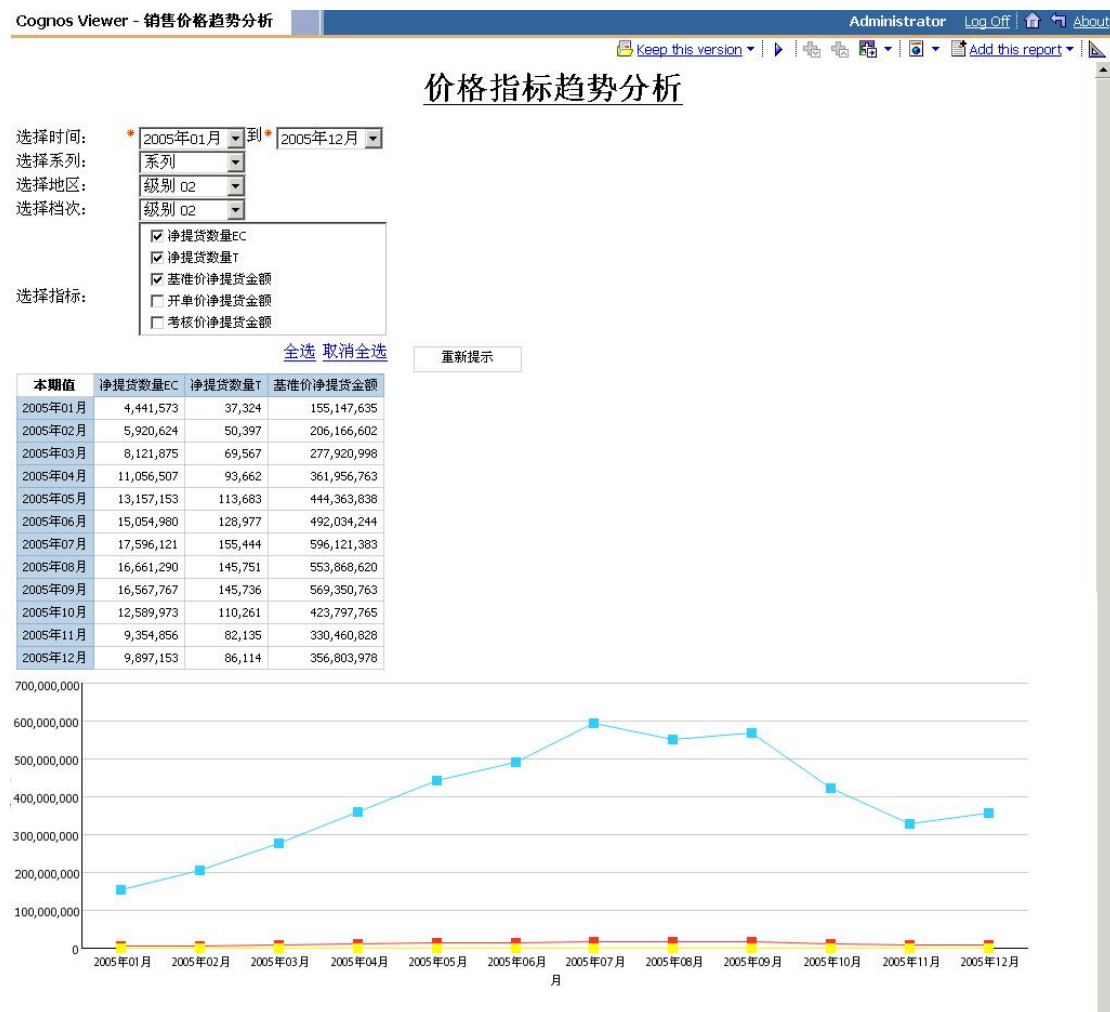 Cognos Viewer - 销售价格趋势分析
Administrator Log Off About
Keep this version Add this report
价格指标趋势分析
选择时间: * 2005年01月 到 * 2005年12月
选择系列: 系列
选择地区: 级别 02
选择档次: 级别 02
选择指标:
净提货数量EC
净提货数量T
基准价净提货金额
开单价净提货金额
考核价净提货金额
全选 取消全选 重新提示
本期值 净提货数量EC 净提货数量T 基准价净提货金额
2005年01月 4,441,573 37,324 155,147,635
2005年02月 5,920,624 50,397 206,166,602
2005年03月 8,121,875 69,567 277,920,998
2005年04月 11,056,507 93,662 361,956,763
2005年05月 13,157,153 113,683 444,363,838
2005年06月 15,054,980 128,977 492,034,244
2005年07月 17,596,121 155,444 596,121,383
2005年08月 16,661,290 145,751 553,868,620
2005年09月 16,567,767 145,736 569,350,763
2005年10月 12,589,973 110,261 423,797,765
2005年11月 9,354,856 82,135 330,460,828
2005年12月 9,897,153 86,114 356,803,978
700,000,000
600,000,000
500,000,000
400,000,000
300,000,000
200,000,000
100,000,000
0
2005年01月 2005年02月 2005年03月 2005年04月 2005年05月 2005年06月 2005年07月 2005年08月 2005年09月 2005年10月 2005年11月 2005年12月
月